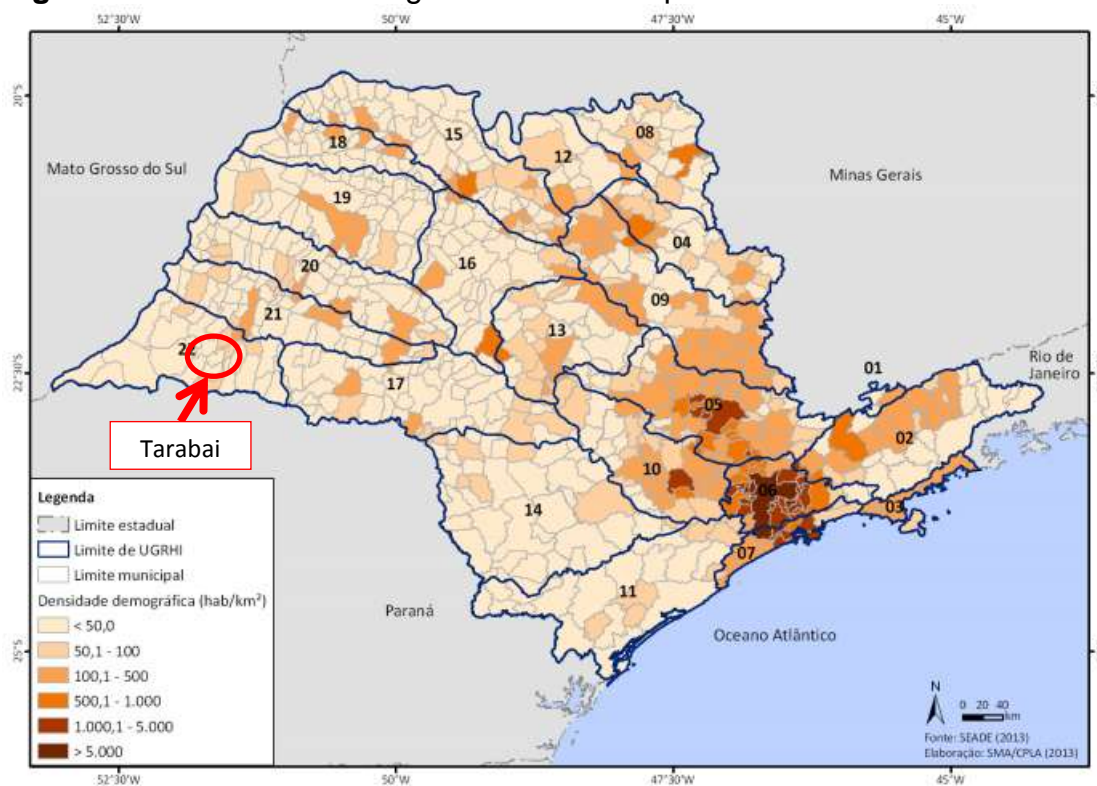 52°30'W 50°W 47°30'W 45°W
20°S
22°30'S
25°S
Mato Grosso do Sul
Minas Gerais
Rio de
Janeiro
Paraná
Oceano Atlântico
15
08
18
12
19
04
16
20
09
21
13
22
01
17
05
02
10
06
03
14
07
11
Tarabai
Legenda
Limite estadual
Limite de UGRHI
Limite municipal
Densidade demográfica (hab/km²)
< 50,0
50,1 - 100
100,1 - 500
500,1 - 1.000
1.000,1 - 5.000
> 5.000
N
0 20 40
km
Fonte: SEADE (2013)
Elaboração: SMA/CPLA (2013)
52°30'W 50°W 47°30'W 45°W